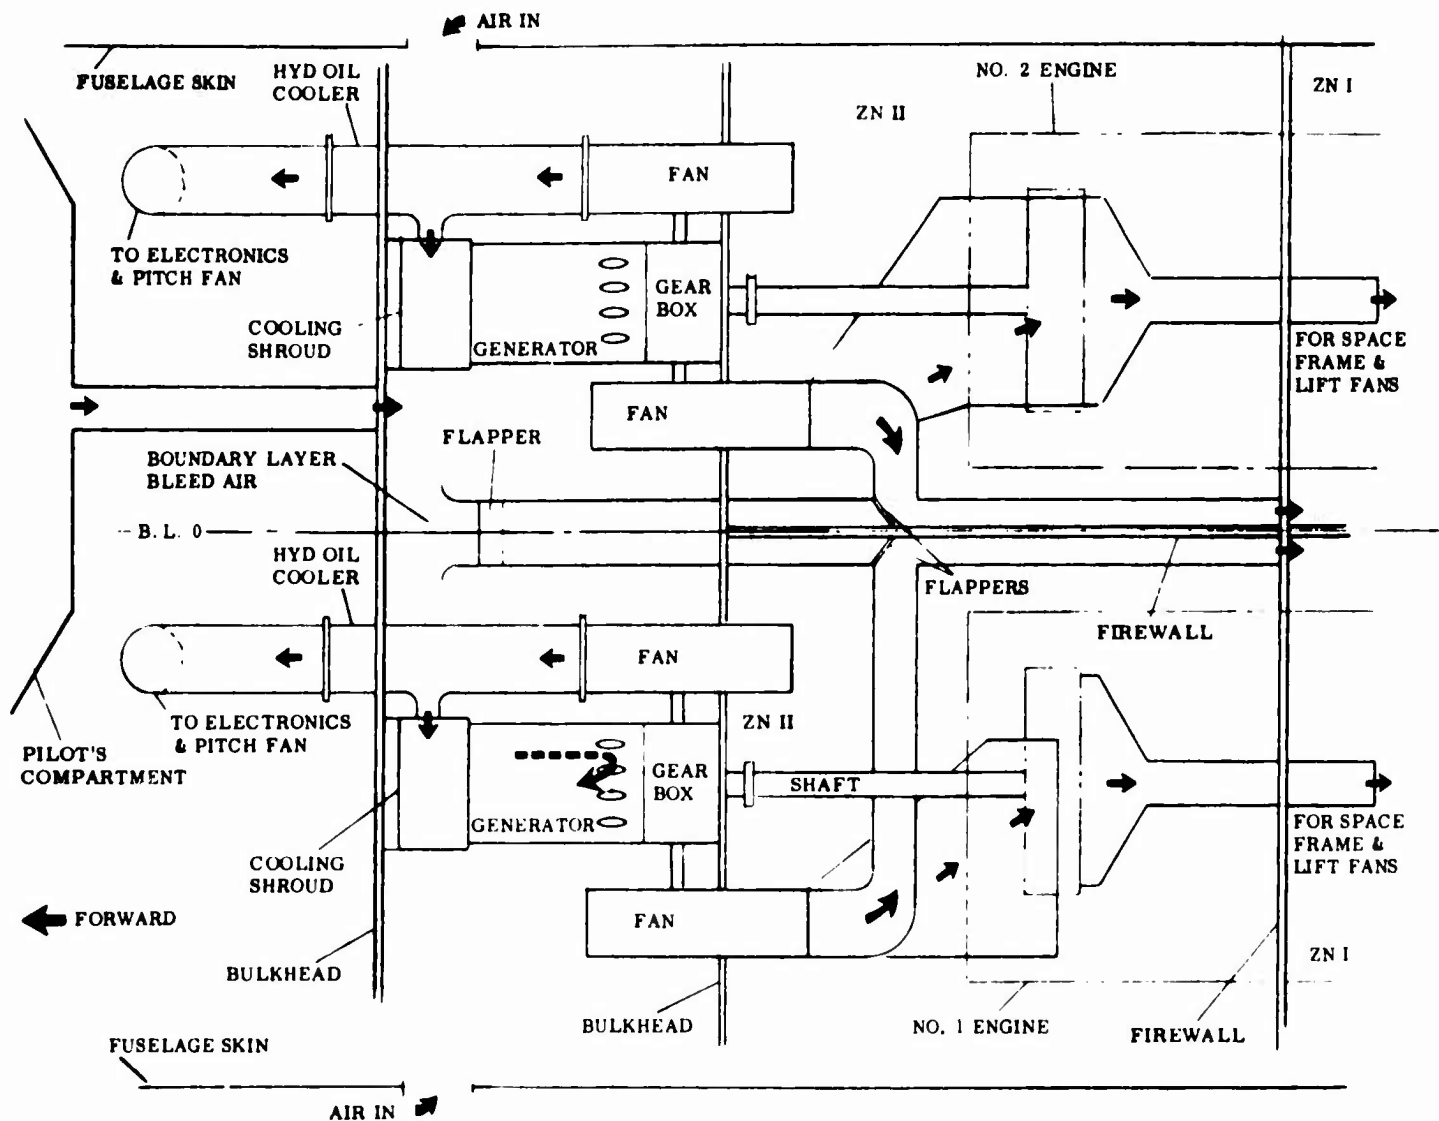 AIR IN
FUSELAGE SKIN
HYD OIL
COOLER
NO. 2 ENGINE
ZN I
ZN II
FAN
TO ELECTRONICS
& PITCH FAN
GEAR
BOX
COOLING
SHROUD
GENERATOR
FOR SPACE
FRAME &
LIFT FANS
FAN
FLAPPER
BOUNDARY LAYER
BLEED AIR
B. L. 0
HYD OIL
COOLER
FLAPPERS
FIREWALL
FAN
TO ELECTRONICS
& PITCH FAN
ZN II
PILOT'S
COMPARTMENT
GEAR
BOX
SHAFT
GENERATOR
FOR SPACE
FRAME &
LIFT FANS
COOLING
SHROUD
FORWARD
FAN
BULKHEAD
ZN I
BULKHEAD
NO. 1 ENGINE
FIREWALL
FUSELAGE SKIN
AIR IN